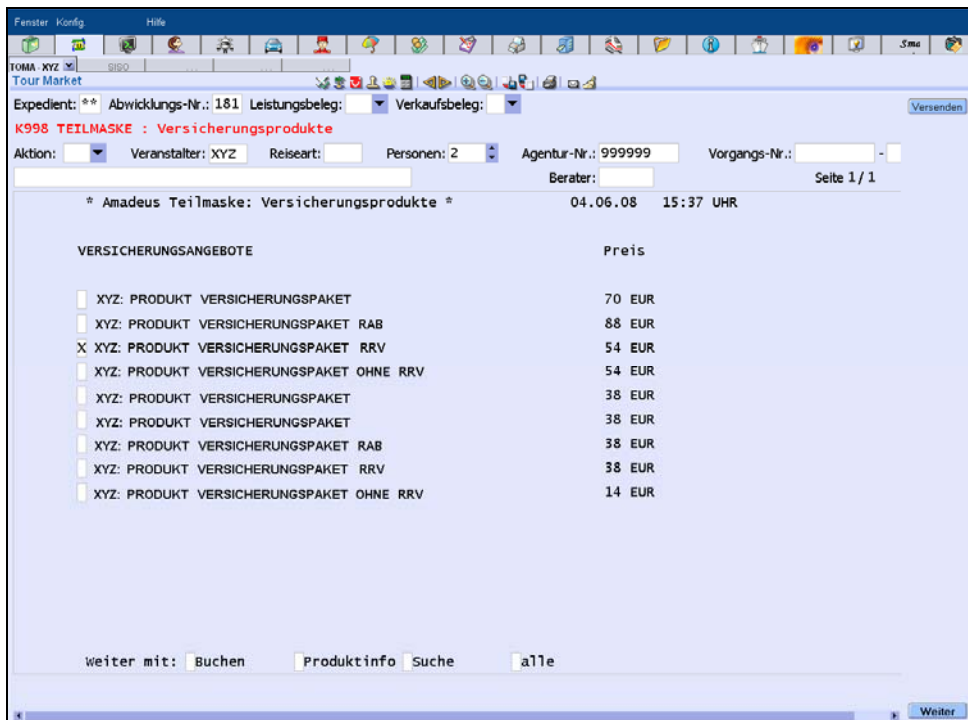 Fenster Konfig. Hilfe
Sma
TOMA - XYZ SISO ... ... ...
Tour Market
Expedient: ** Abwicklungs-Nr.: 181 Leistungsbeleg: Verkaufsbeleg: Versenden
K998 TEILMASKE : Versicherungsprodukte
Aktion: Veranstalter: XYZ Reiseart: Personen: 2 Agentur-Nr.: 999999 Vorgangs-Nr.: -
Berater: Seite 1 / 1
* Amadeus Teilmaske: Versicherungsprodukte * 04.06.08 15:37 UHR
VERSICHERUNGSANGEBOTE Preis
XYZ: PRODUKT VERSICHERUNGSPAKET 70 EUR
XYZ: PRODUKT VERSICHERUNGSPAKET RAB 88 EUR
X XYZ: PRODUKT VERSICHERUNGSPAKET RRV 54 EUR
XYZ: PRODUKT VERSICHERUNGSPAKET OHNE RRV 54 EUR
XYZ: PRODUKT VERSICHERUNGSPAKET 38 EUR
XYZ: PRODUKT VERSICHERUNGSPAKET 38 EUR
XYZ: PRODUKT VERSICHERUNGSPAKET RAB 38 EUR
XYZ: PRODUKT VERSICHERUNGSPAKET RRV 38 EUR
XYZ: PRODUKT VERSICHERUNGSPAKET OHNE RRV 14 EUR
Weiter mit: Buchen Produktinfo Suche alle
Weiter